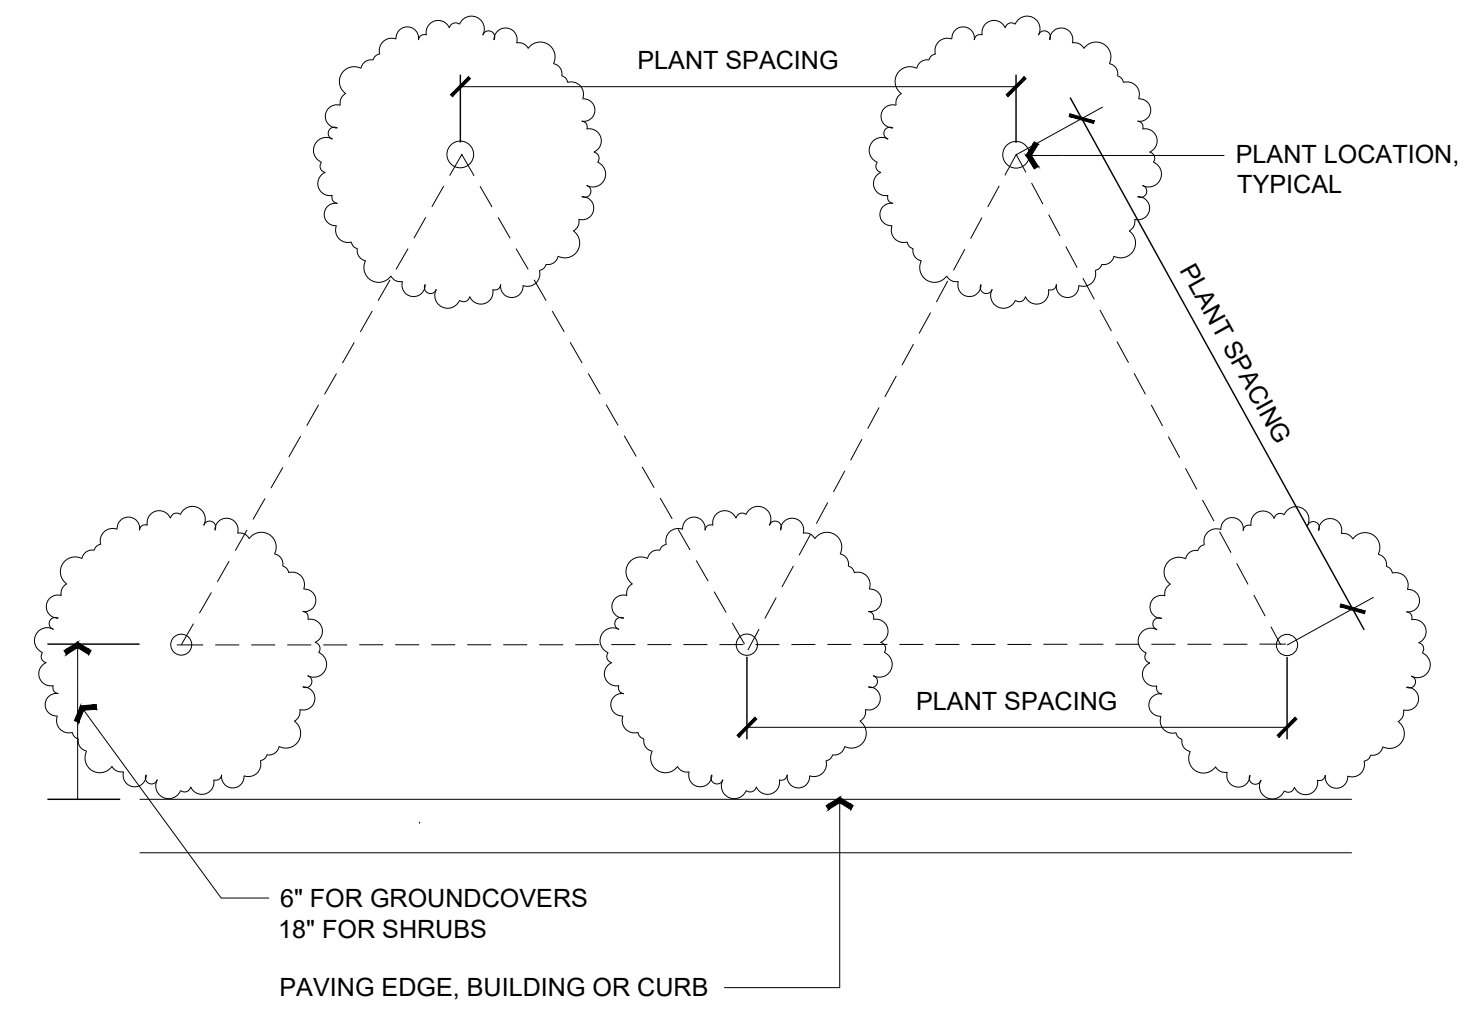 PLANT SPACING
PLANT LOCATION,
TYPICAL
PLANT SPACING
PLANT SPACING
6" FOR GROUNDCOVERS
18" FOR SHRUBS
PAVING EDGE, BUILDING OR CURB